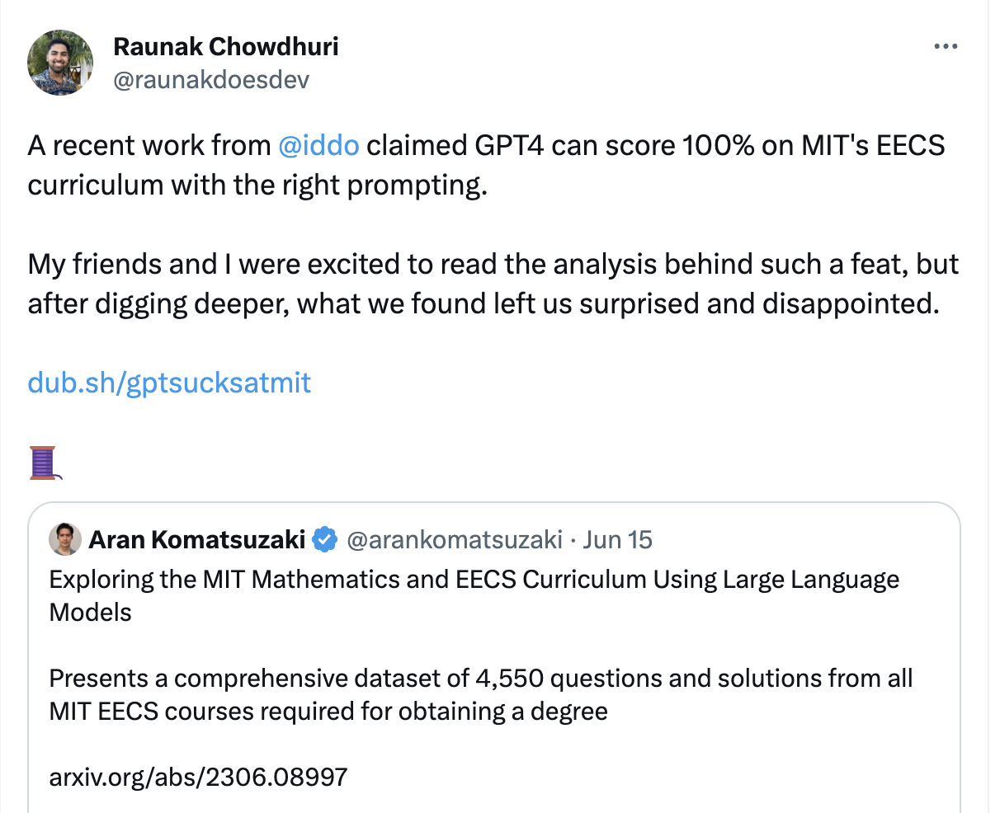 Raunak Chowdhuri
@raunakdoesdev
A recent work from @iddo claimed GPT4 can score 100% on MIT's EECS
curriculum with the right prompting.
My friends and I were excited to read the analysis behind such a feat, but
after digging deeper, what we found left us surprised and disappointed.
dub.sh/gptsucksatmit
Aran Komatsuzaki @arankomatsuzaki · Jun 15
Exploring the MIT Mathematics and EECS Curriculum Using Large Language
Models
Presents a comprehensive dataset of 4,550 questions and solutions from all
MIT EECS courses required for obtaining a degree
arxiv.org/abs/2306.08997